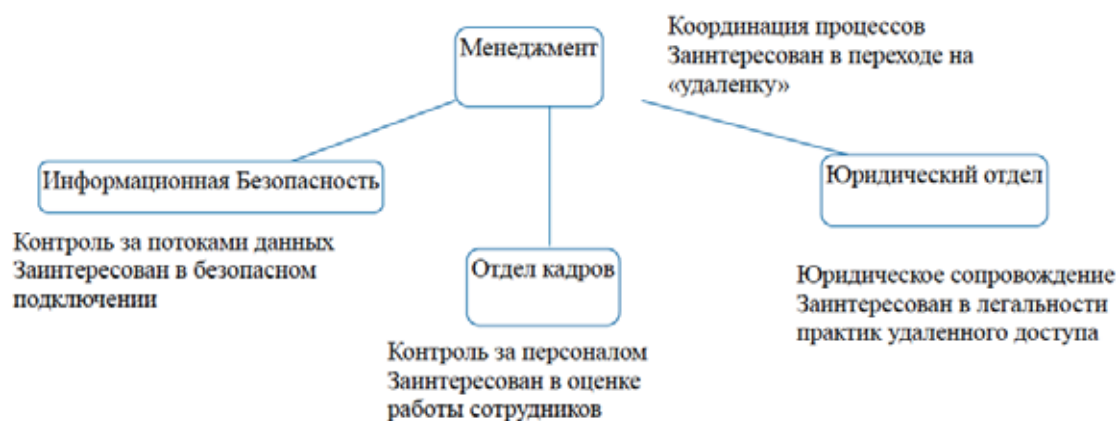 Менеджмент
Координация процессов
Заинтересован в переходе на
«удаленку»
Информационная Безопасность
Контроль за потоками данных
Заинтересован в безопасном
подключении
Отдел кадров
Контроль за персоналом
Заинтересован в оценке
работы сотрудников
Юридический отдел
Юридическое сопровождение
Заинтересован в легальности
практик удаленного доступа